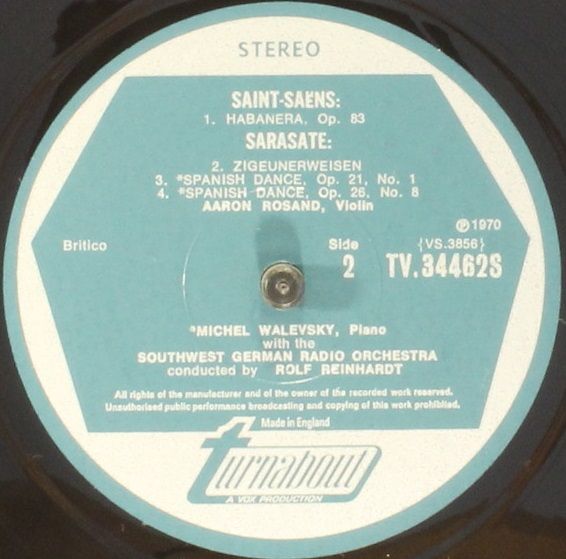 STEREO
SAINT-SAËNS:
1. HABANERA, Op. 83
SARASATE:
2. ZIGEUNERWEISEN
3. *SPANISH DANCE, Op. 21, No. 1
4. *SPANISH DANCE, Op. 26, No. 8
AARON ROSAND, Violin
℗ 1970
Britico
Side {VS.3856}
2 TV.34462S
*MICHEL WALEVSKY, Piano
with the
SOUTHWEST GERMAN RADIO ORCHESTRA
conducted by ROLF REINHARDT
All rights of the manufacturer and of the owner of the recorded work reserved.
Unauthorised public performance broadcasting and copying of this work prohibited.
Made in England
turnabout
A VOX PRODUCTION